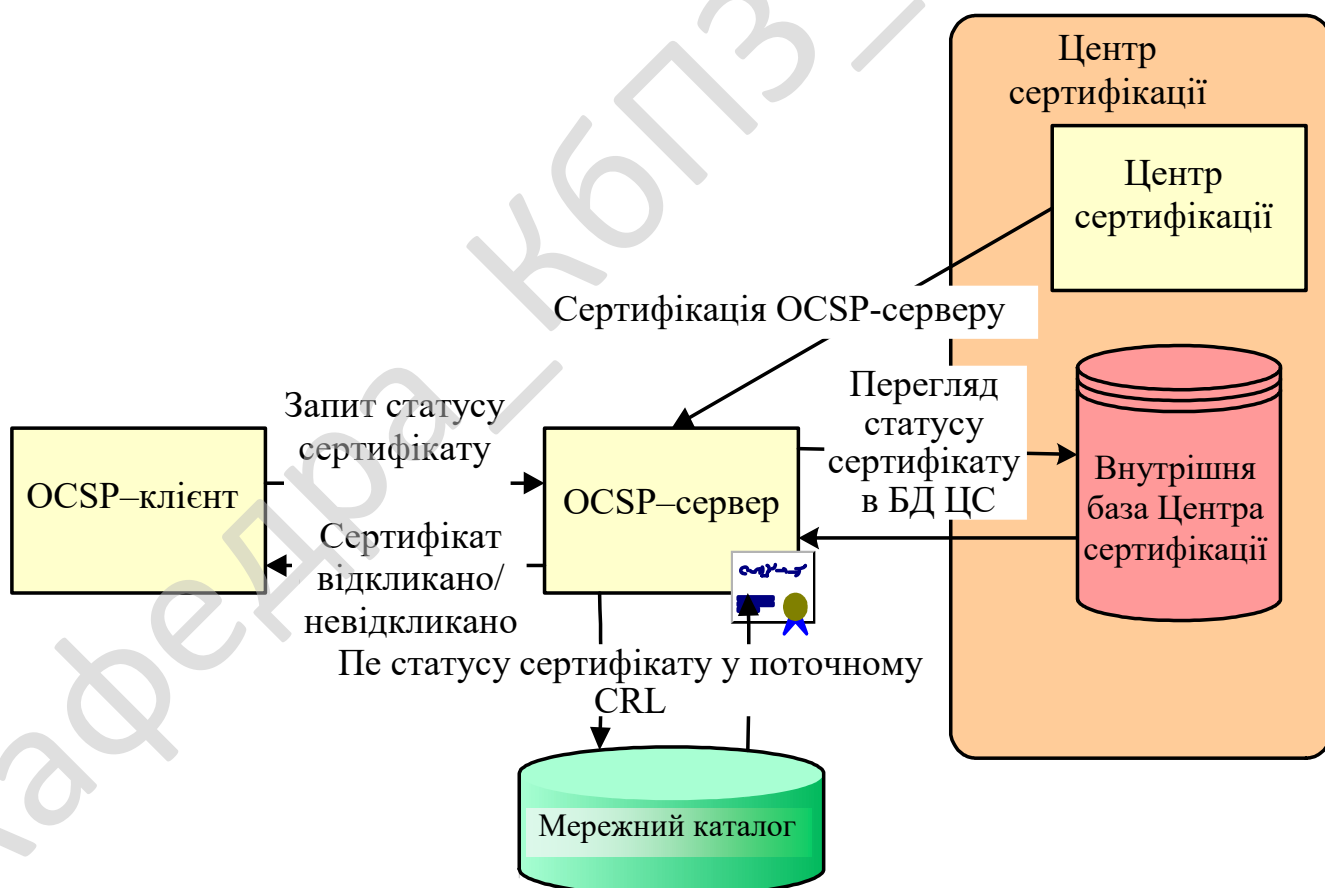 Центр
сертифікації
Центр
сертифікації
Сертифікація OCSP-серверу
Перегляд
статусу
сертифікату
в БД ЦС
Запит статусу
сертифікату
OCSP–клієнт
OCSP–сервер
Внутрішня
база Центра
сертифікації
Сертифікат
відкликано/
невідкликано
Пе статусу сертифікату у поточному
CRL
Мережний каталог
кафедра_КбПЗ_